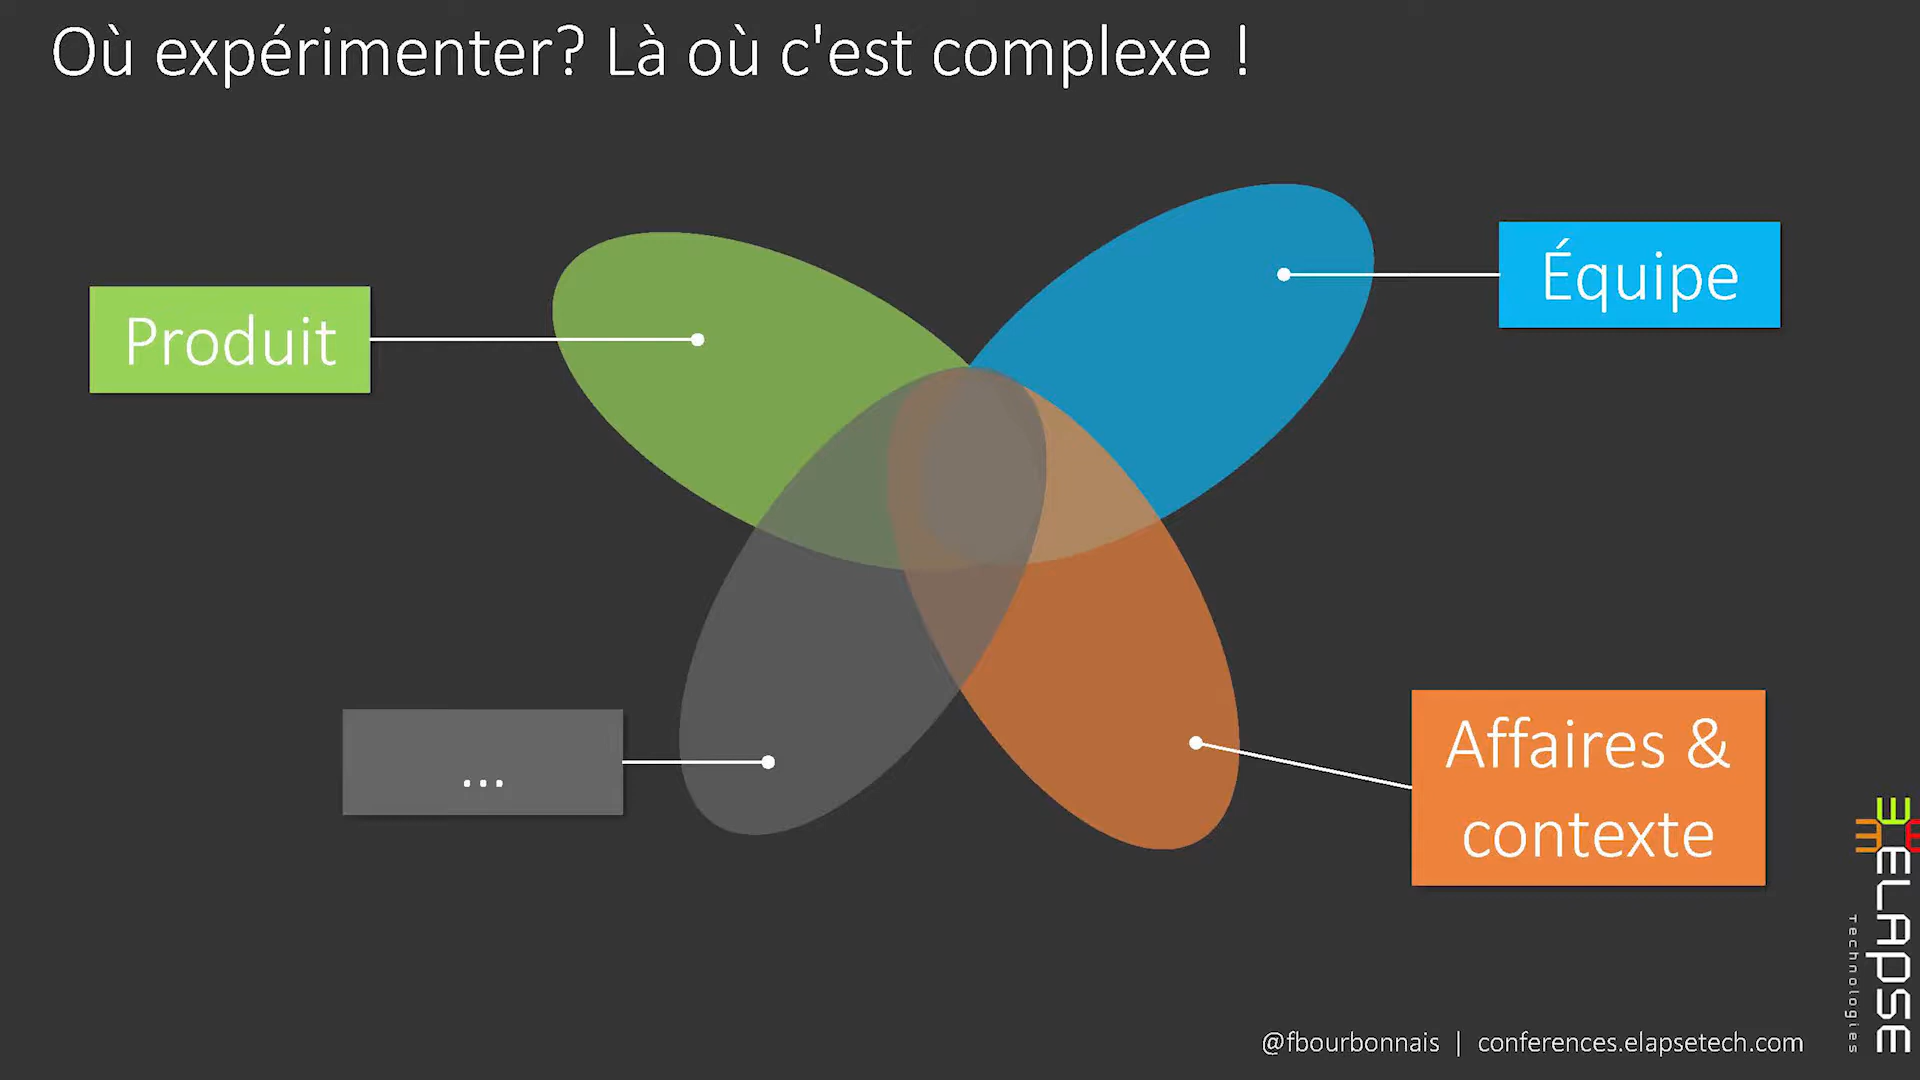 Où expérimenter? Là où c'est complexe !
Produit
Équipe
...
Affaires &
contexte
ELAPSE
Technologies
@fbourbonnais | conferences.elapsetech.com